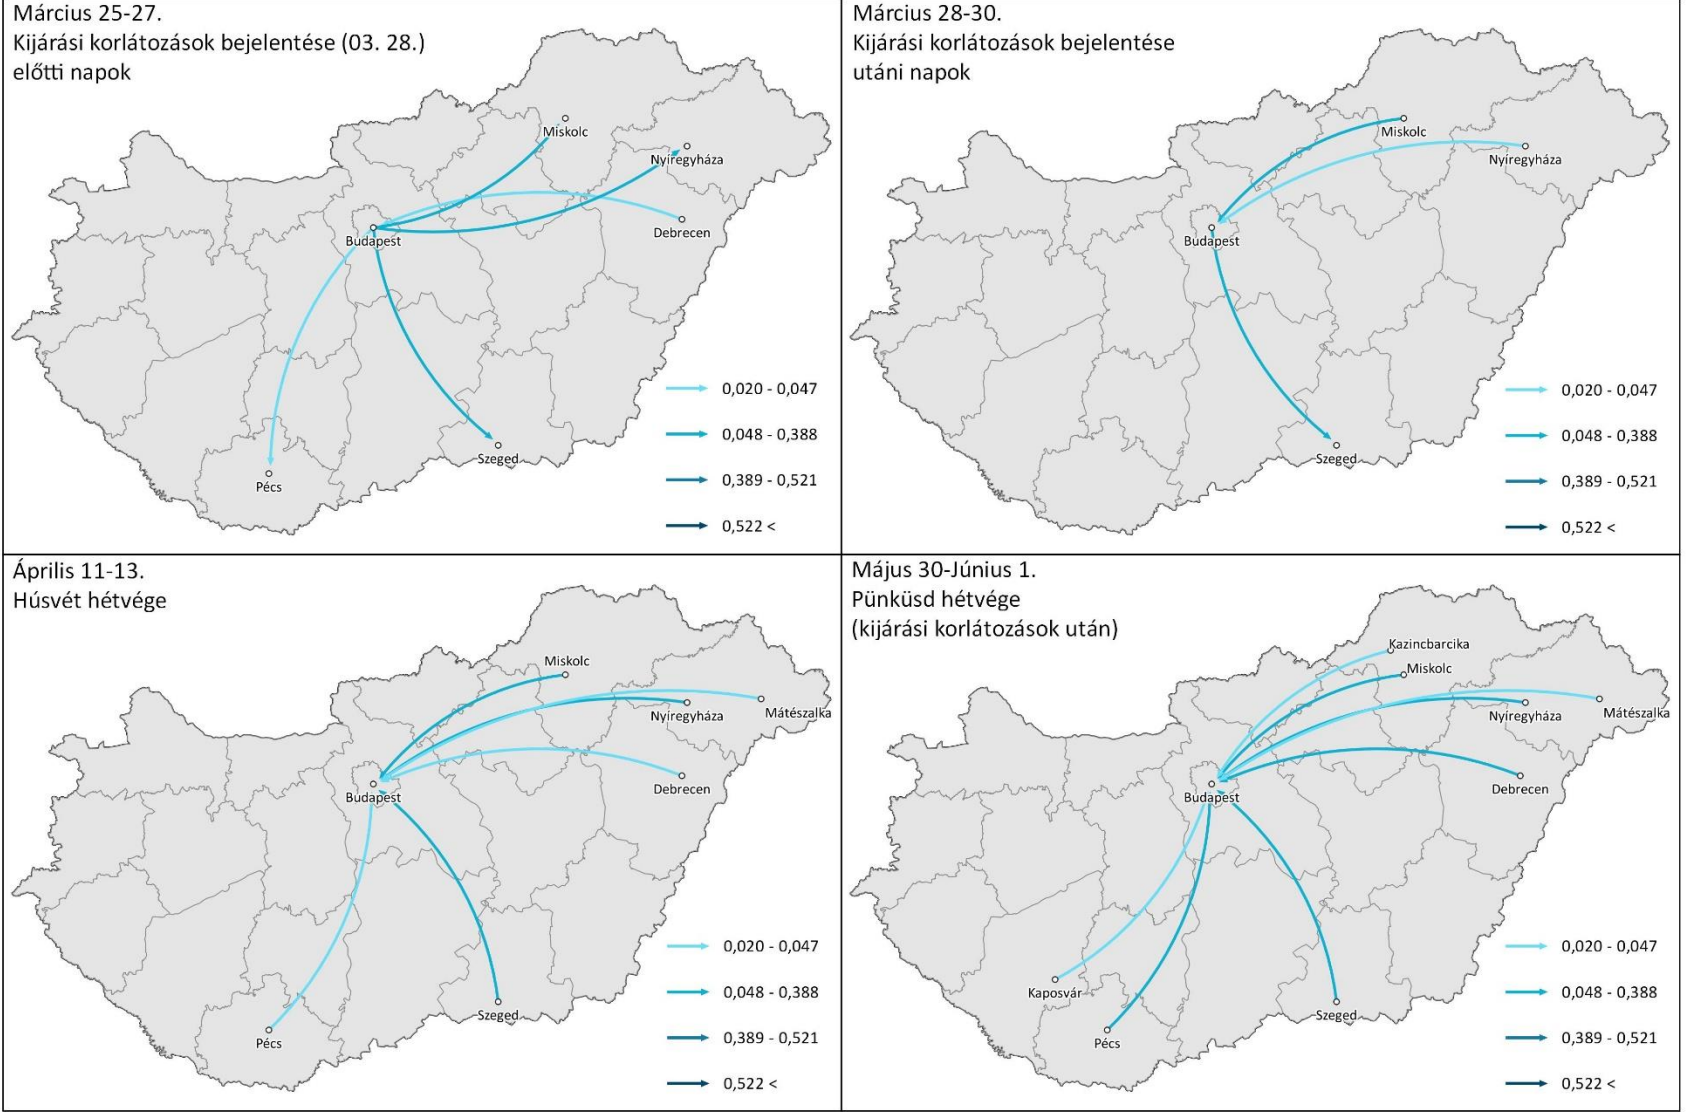 Március 25-27.
Kijárási korlátozások bejelentése (03. 28.)
előtti napok
Miskolc
Nyíregyháza
Budapest
Debrecen
Szeged
Pécs
0,020 - 0,047
0,048 - 0,388
0,389 - 0,521
0,522 <
Március 28-30.
Kijárási korlátozások bejelentése
utáni napok
Miskolc
Nyíregyháza
Budapest
Szeged
0,020 - 0,047
0,048 - 0,388
0,389 - 0,521
0,522 <
Április 11-13.
Húsvét hétvége
Miskolc
Nyíregyháza
Mátészalka
Debrecen
Budapest
Szeged
Pécs
0,020 - 0,047
0,048 - 0,388
0,389 - 0,521
0,522 <
Május 30-Június 1.
Pünküsd hétvége
(kijárási korlátozások után)
Kazincbarcika
Miskolc
Nyíregyháza
Mátészalka
Debrecen
Budapest
Kaposvár
Szeged
Pécs
0,020 - 0,047
0,048 - 0,388
0,389 - 0,521
0,522 <